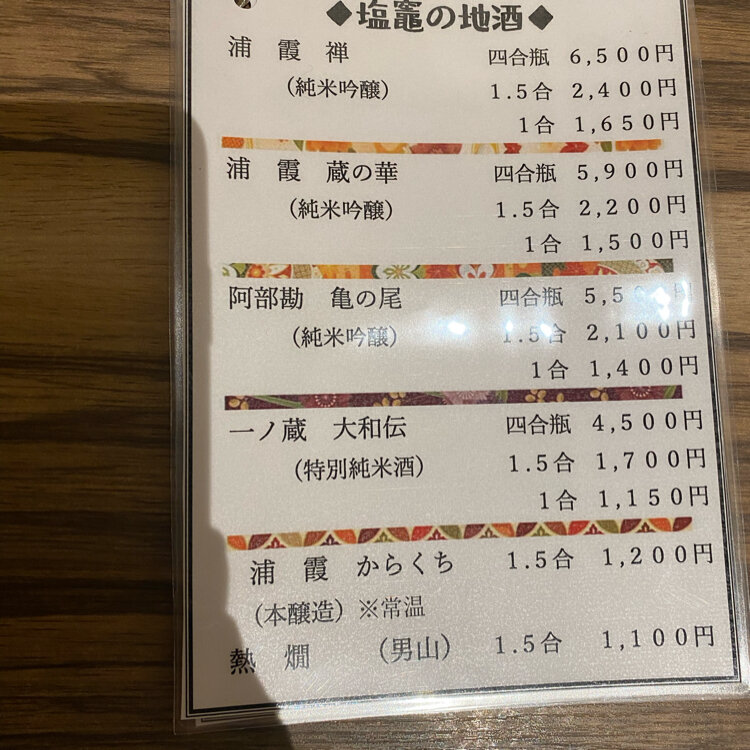 ◆塩竈の地酒◆
浦霞 禅 四合瓶 6,500円
(純米吟醸) 1.5合 2,400円
1合 1,650円
浦霞 蔵の華 四合瓶 5,900円
(純米吟醸) 1.5合 2,200円
1合 1,500円
阿部勘 亀の尾 四合瓶 5,500円
(純米吟醸) 1.5合 2,100円
1合 1,400円
一ノ蔵 大和伝 四合瓶 4,500円
(特別純米酒) 1.5合 1,700円
1合 1,150円
浦霞 からくち 1.5合 1,200円
(本醸造)※常温
熱燗 (男山) 1.5合 1,100円